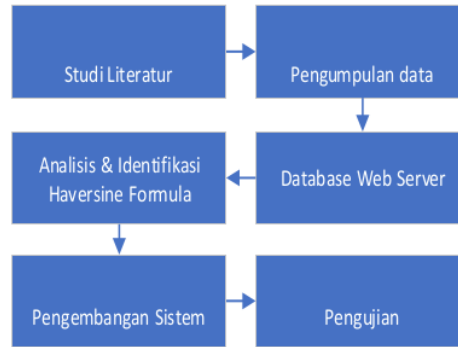 Studi Literatur
Pengumpulan data
Database Web Server
Analisis & Identifikasi
Haversine Formula
Pengembangan Sistem
Pengujian